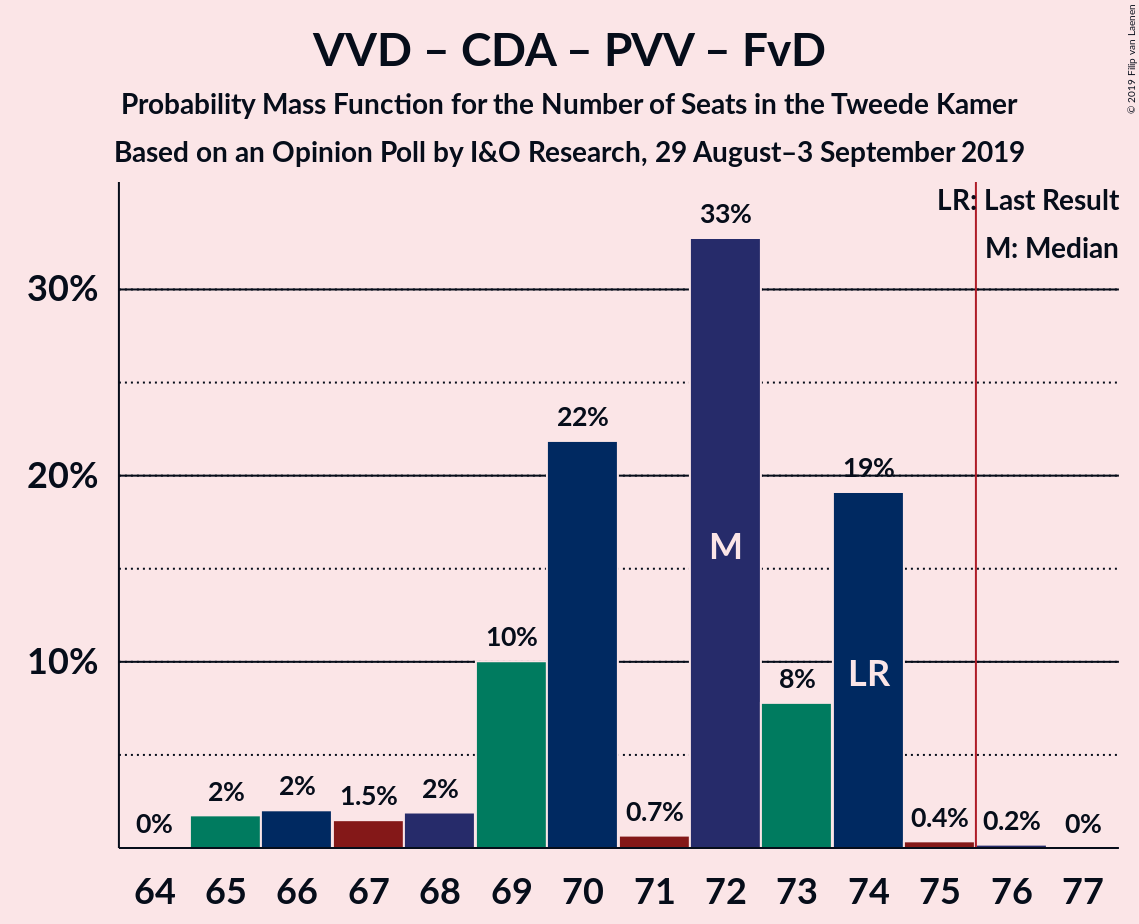 VVD – CDA – PVV – FvD
Probability Mass Function for the Number of Seats in the Tweede Kamer
Based on an Opinion Poll by I&O Research, 29 August–3 September 2019
© 2019 Filip van Laenen
LR: Last Result
M: Median
30%
20%
10%
0%
2%
2%
1.5%
2%
10%
22%
0.7%
33%
8%
19%
0.4%
0.2%
0%
M
LR
64 65 66 67 68 69 70 71 72 73 74 75 76 77